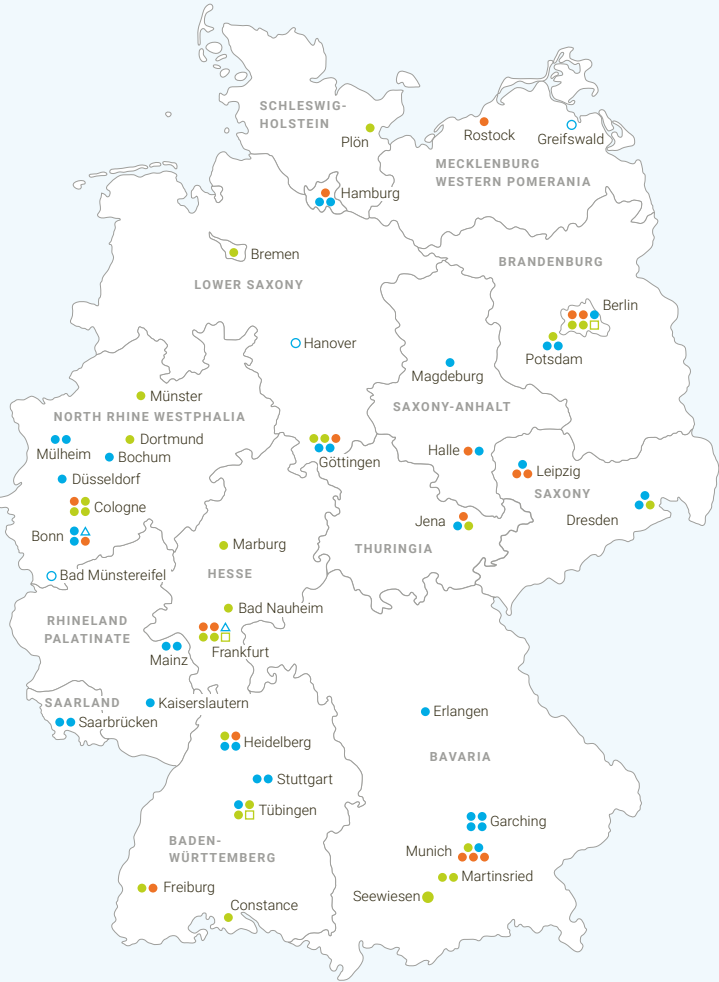 SCHLESWIG-
HOLSTEIN
Plön
Rostock
Greifswald
MECKLENBURG
WESTERN POMERANIA
Hamburg
Bremen
LOWER SAXONY
BRANDENBURG
Berlin
Hanover
Potsdam
Magdeburg
Münster
NORTH RHINE WESTPHALIA
SAXONY-ANHALT
Dortmund
Mülheim
Bochum
Göttingen
Halle
Leipzig
Düsseldorf
SAXONY
Cologne
Jena
Dresden
Bonn
Marburg
THURINGIA
Bad Münstereifel
HESSE
Bad Nauheim
RHINELAND
PALATINATE
Frankfurt
Mainz
SAARLAND
Kaiserslautern
Saarbrücken
Erlangen
Heidelberg
BAVARIA
Stuttgart
Tübingen
Garching
BADEN-
WÜRTTEMBERG
Munich
Martinsried
Freiburg
Seewiesen
Constance